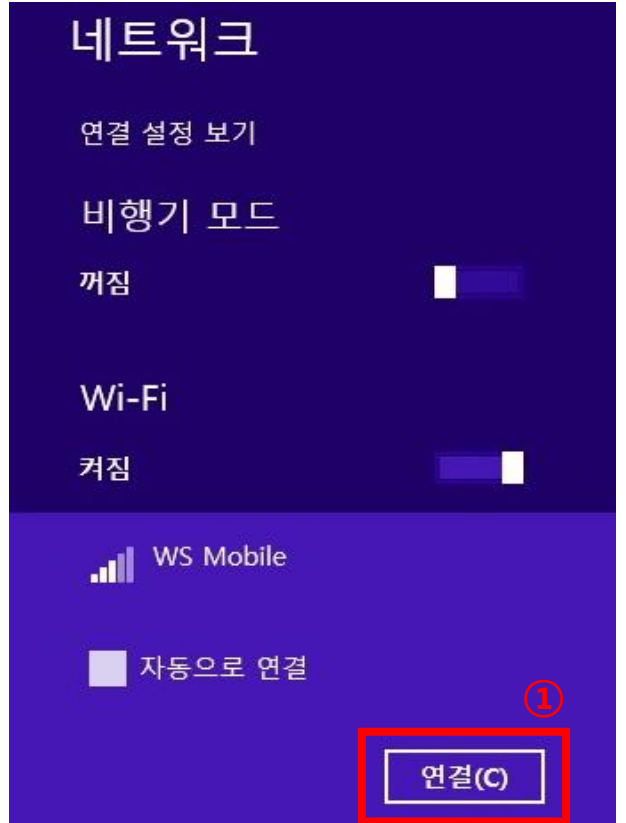 네트워크
연결 설정 보기
비행기 모드
꺼짐
Wi-Fi
켜짐
WS Mobile
자동으로 연결
①
연결(C)